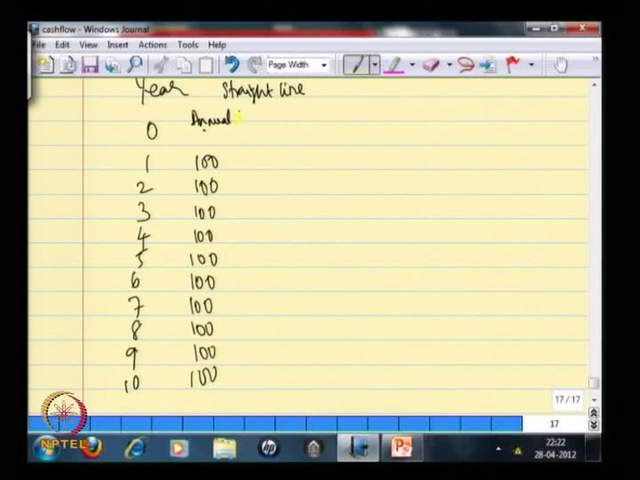 cashflow - Windows Journal
File Edit View Insert Actions Tools Help
Page Width
Year Straight line
0 Annual
1 100
2 100
3 100
4 100
5 100
6 100
7 100
8 100
9 100
10 100
17 / 17
17
NPTEL
hp
22:22
28-04-2012